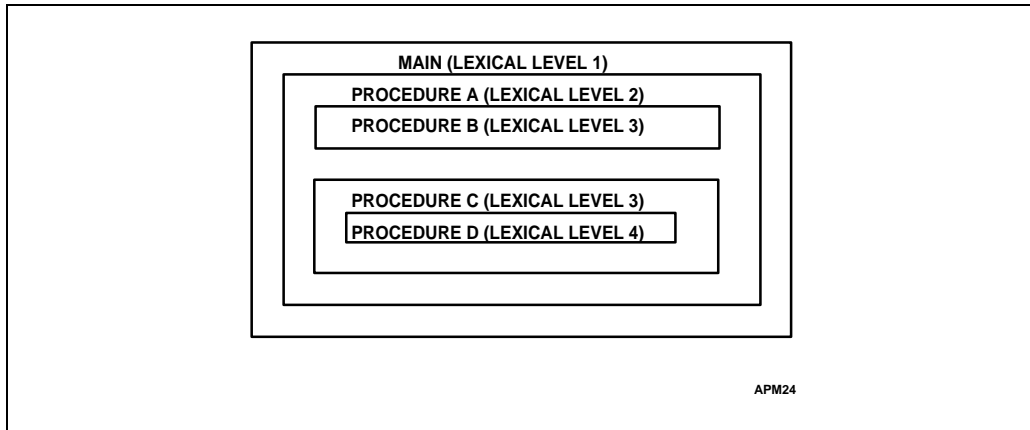 MAIN (LEXICAL LEVEL 1)
PROCEDURE A (LEXICAL LEVEL 2)
PROCEDURE B (LEXICAL LEVEL 3)
PROCEDURE C (LEXICAL LEVEL 3)
PROCEDURE D (LEXICAL LEVEL 4)
APM24